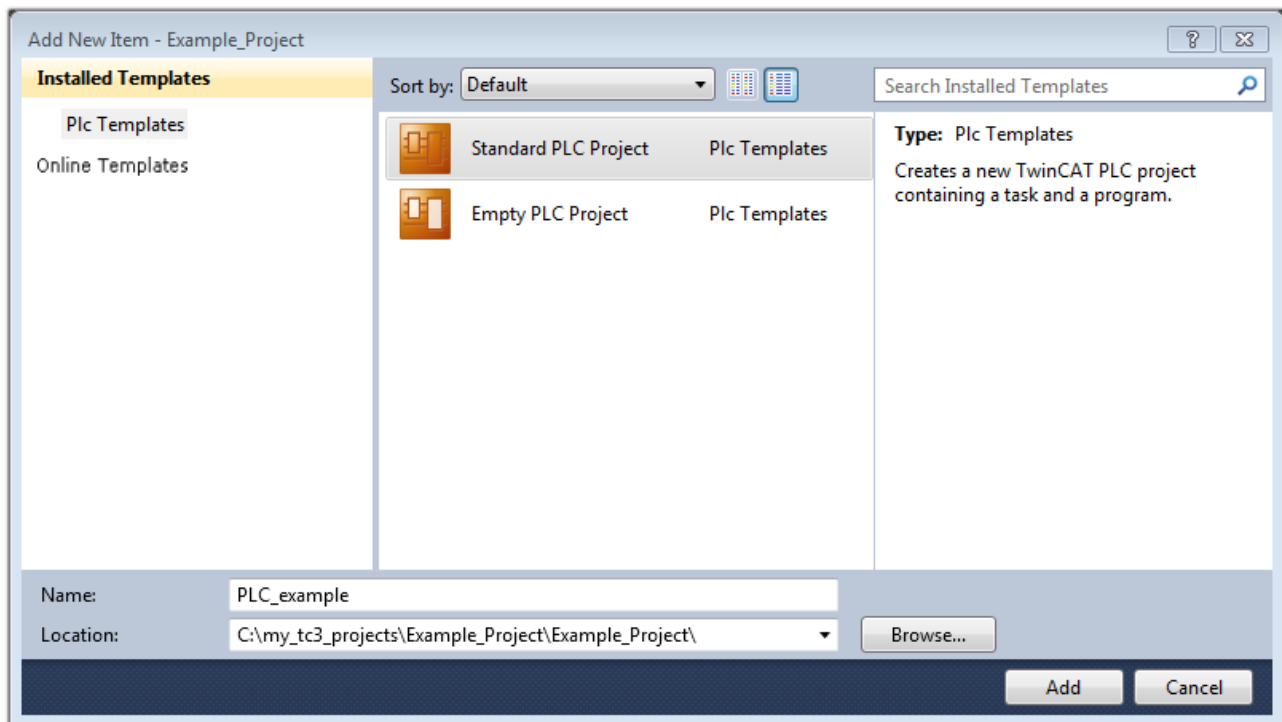 Add New Item - Example_Project
Installed Templates
Plc Templates
Online Templates
Sort by: Default
Search Installed Templates
Standard PLC Project Plc Templates
Empty PLC Project Plc Templates
Type: Plc Templates
Creates a new TwinCAT PLC project
containing a task and a program.
Name: PLC_example
Location: C:\my_tc3_projects\Example_Project\Example_Project\
Browse...
Add Cancel